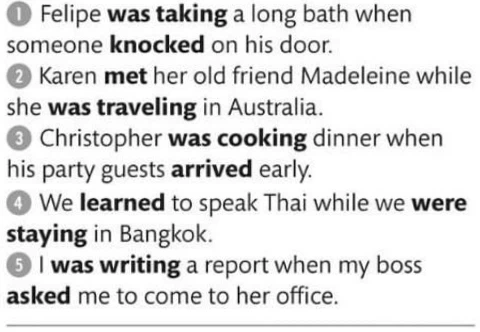 1 Felipe was taking a long bath when
someone knocked on his door.
2 Karen met her old friend Madeleine while
she was traveling in Australia.
3 Christopher was cooking dinner when
his party guests arrived early.
4 We learned to speak Thai while we were
staying in Bangkok.
5 I was writing a report when my boss
asked me to come to her office.